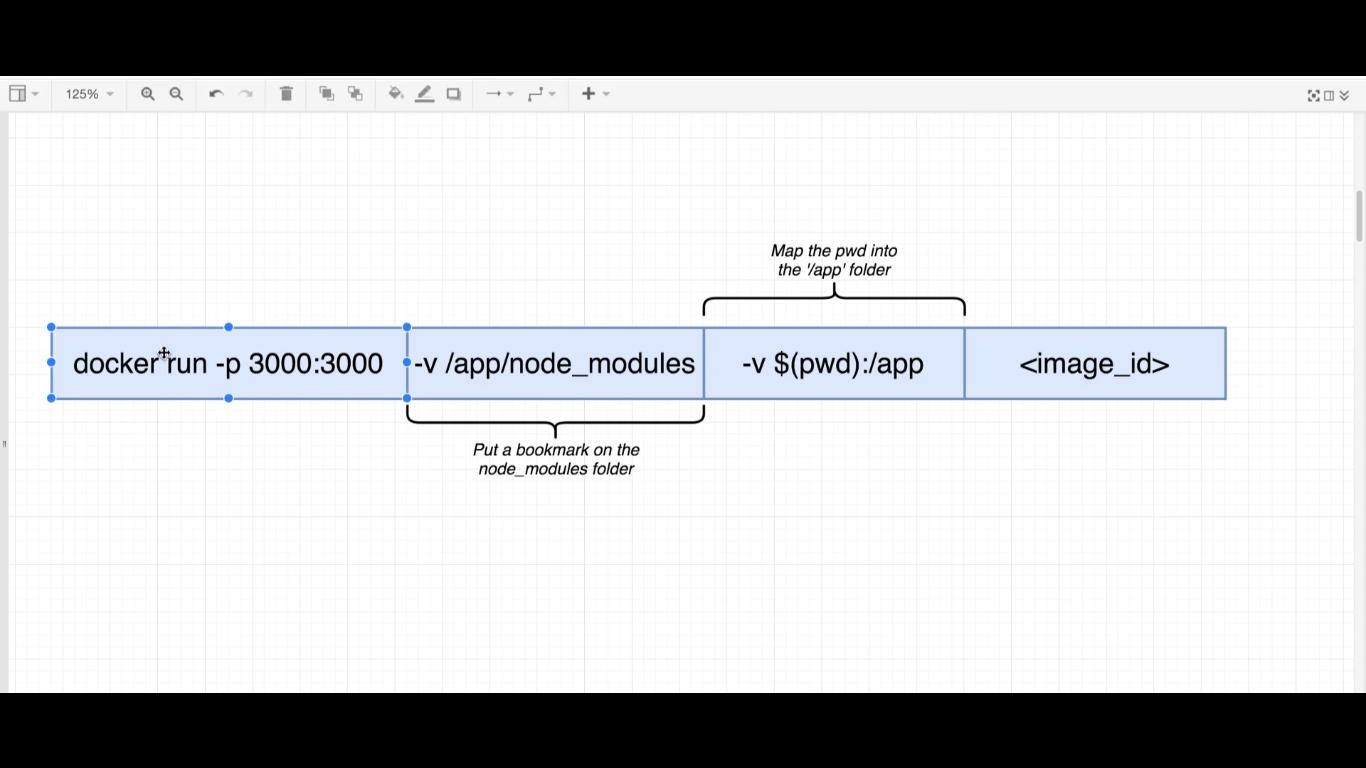 125%
Map the pwd into
the '/app' folder
docker run -p 3000:3000 -v /app/node_modules -v $(pwd):/app <image_id>
Put a bookmark on the
node_modules folder